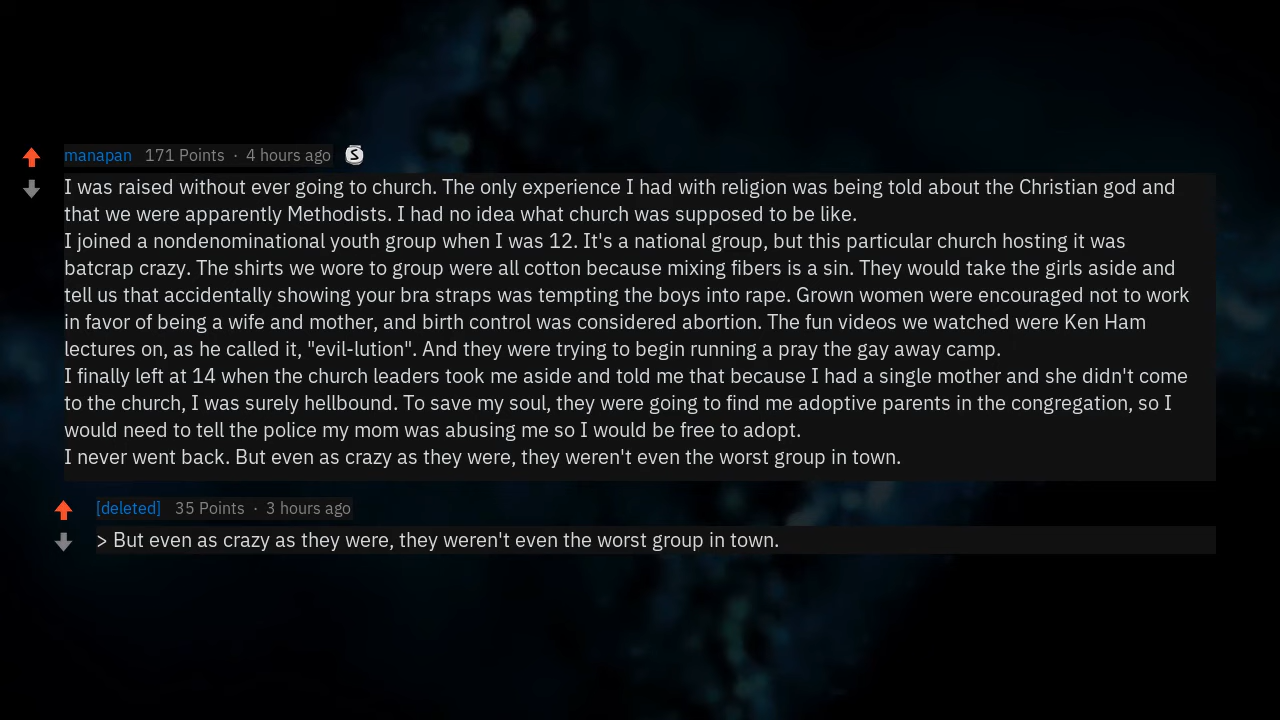 manapan 171 Points · 4 hours ago
I was raised without ever going to church. The only experience I had with religion was being told about the Christian god and
that we were apparently Methodists. I had no idea what church was supposed to be like.
I joined a nondenominational youth group when I was 12. It's a national group, but this particular church hosting it was
batcrap crazy. The shirts we wore to group were all cotton because mixing fibers is a sin. They would take the girls aside and
tell us that accidentally showing your bra straps was tempting the boys into rape. Grown women were encouraged not to work
in favor of being a wife and mother, and birth control was considered abortion. The fun videos we watched were Ken Ham
lectures on, as he called it, "evil-lution". And they were trying to begin running a pray the gay away camp.
I finally left at 14 when the church leaders took me aside and told me that because I had a single mother and she didn't come
to the church, I was surely hellbound. To save my soul, they were going to find me adoptive parents in the congregation, so I
would need to tell the police my mom was abusing me so I would be free to adopt.
I never went back. But even as crazy as they were, they weren't even the worst group in town.
[deleted] 35 Points · 3 hours ago
> But even as crazy as they were, they weren't even the worst group in town.